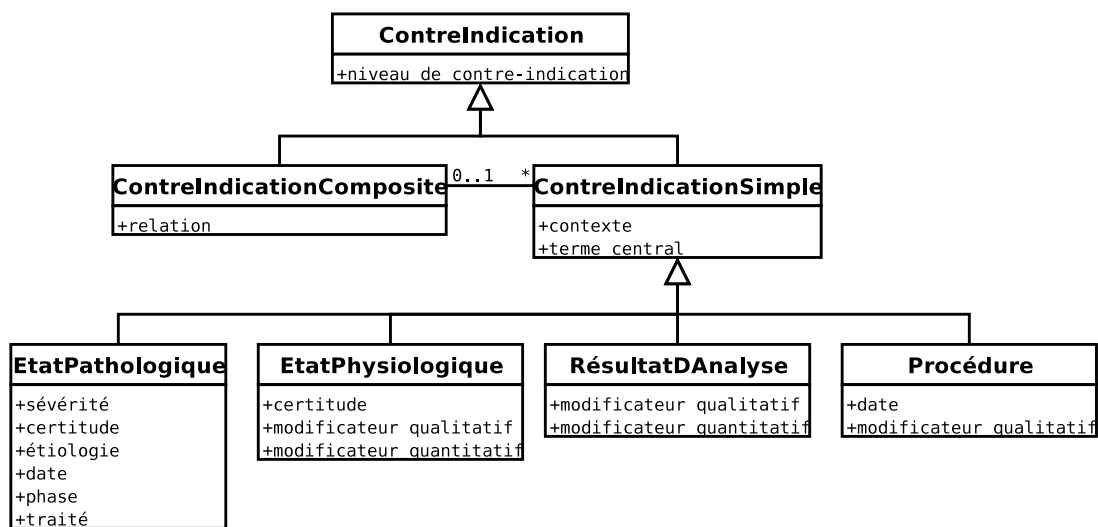 ContreIndication
+niveau de contre-indication
ContreIndicationComposite
+relation
0..1
*
ContreIndicationSimple
+contexte
+terme central
EtatPathologique
+sévérité
+certitude
+étiologie
+date
+phase
+traité
EtatPhysiologique
+certitude
+modificateur qualitatif
+modificateur quantitatif
RésultatDAnalyse
+modificateur qualitatif
+modificateur quantitatif
Procédure
+date
+modificateur qualitatif